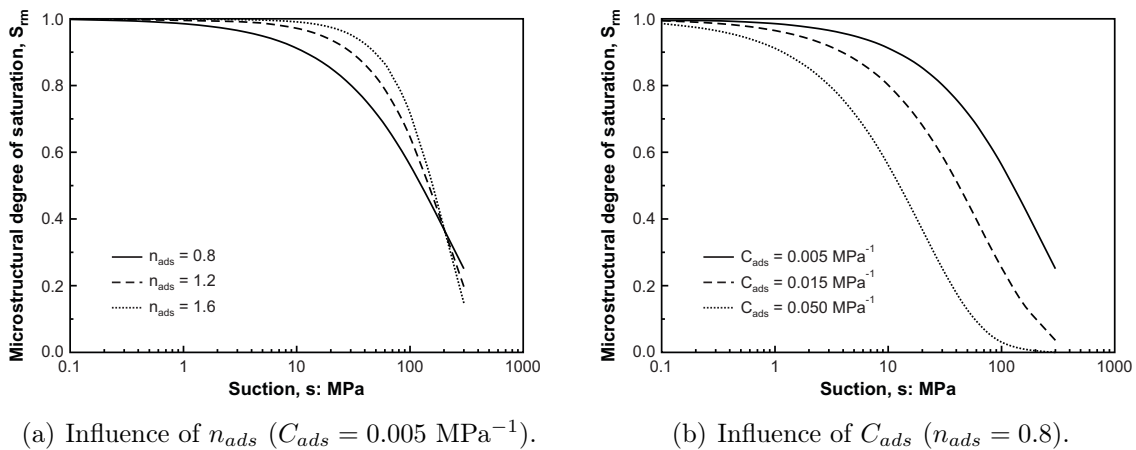 Microstructural degree of saturation, S_rm
1.0
0.8
0.6
0.4
0.2
0.0
n_ads = 0.8
n_ads = 1.2
n_ads = 1.6
0.1 1 10 100 1000
Suction, s: MPa
(a) Influence of n_ads (C_ads = 0.005 MPa⁻¹).
Microstructural degree of saturation, S_rm
1.0
0.8
0.6
0.4
0.2
0.0
C_ads = 0.005 MPa⁻¹
C_ads = 0.015 MPa⁻¹
C_ads = 0.050 MPa⁻¹
0.1 1 10 100 1000
Suction, s: MPa
(b) Influence of C_ads (n_ads = 0.8).